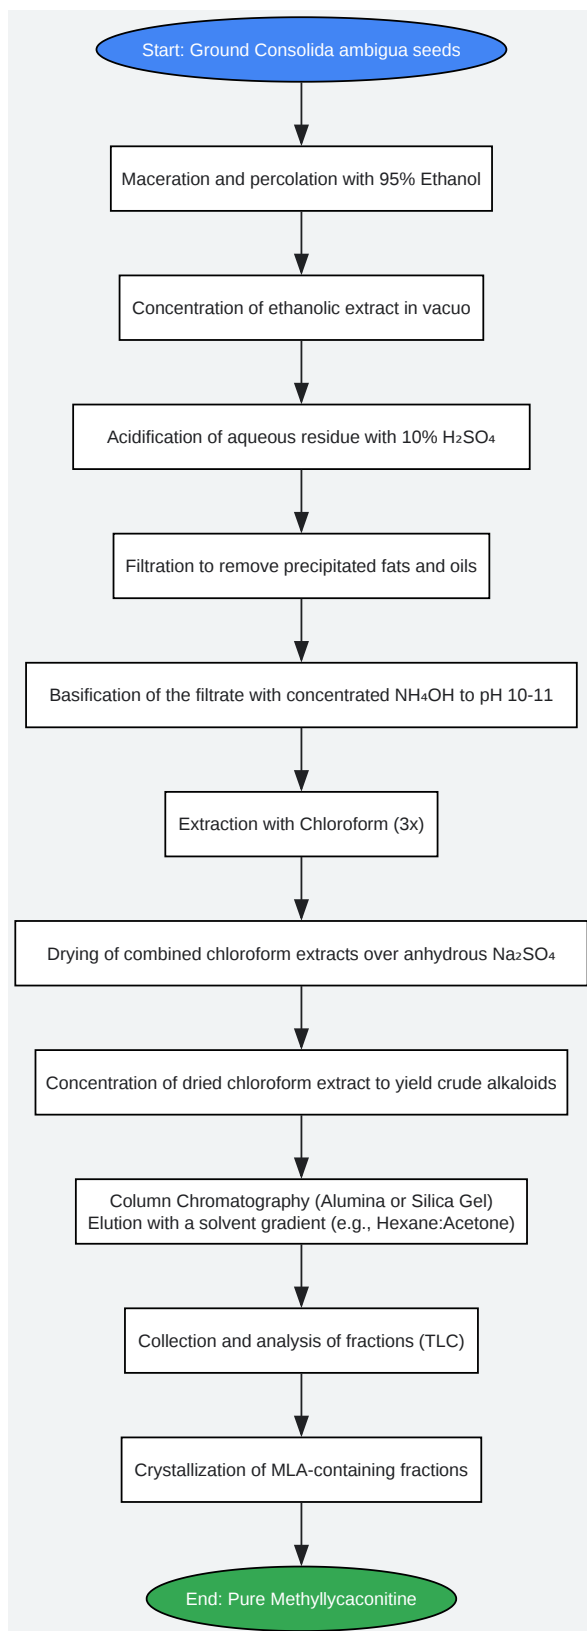 Start: Ground Consolida ambigua seeds
Maceration and percolation with 95% Ethanol
Concentration of ethanolic extract in vacuo
Acidification of aqueous residue with 10% H₂SO₄
Filtration to remove precipitated fats and oils
Basification of the filtrate with concentrated NH₄OH to pH 10-11
Extraction with Chloroform (3x)
Drying of combined chloroform extracts over anhydrous Na₂SO₄
Concentration of dried chloroform extract to yield crude alkaloids
Column Chromatography (Alumina or Silica Gel)
Elution with a solvent gradient (e.g., Hexane:Acetone)
Collection and analysis of fractions (TLC)
Crystallization of MLA-containing fractions
End: Pure Methyllycaconitine